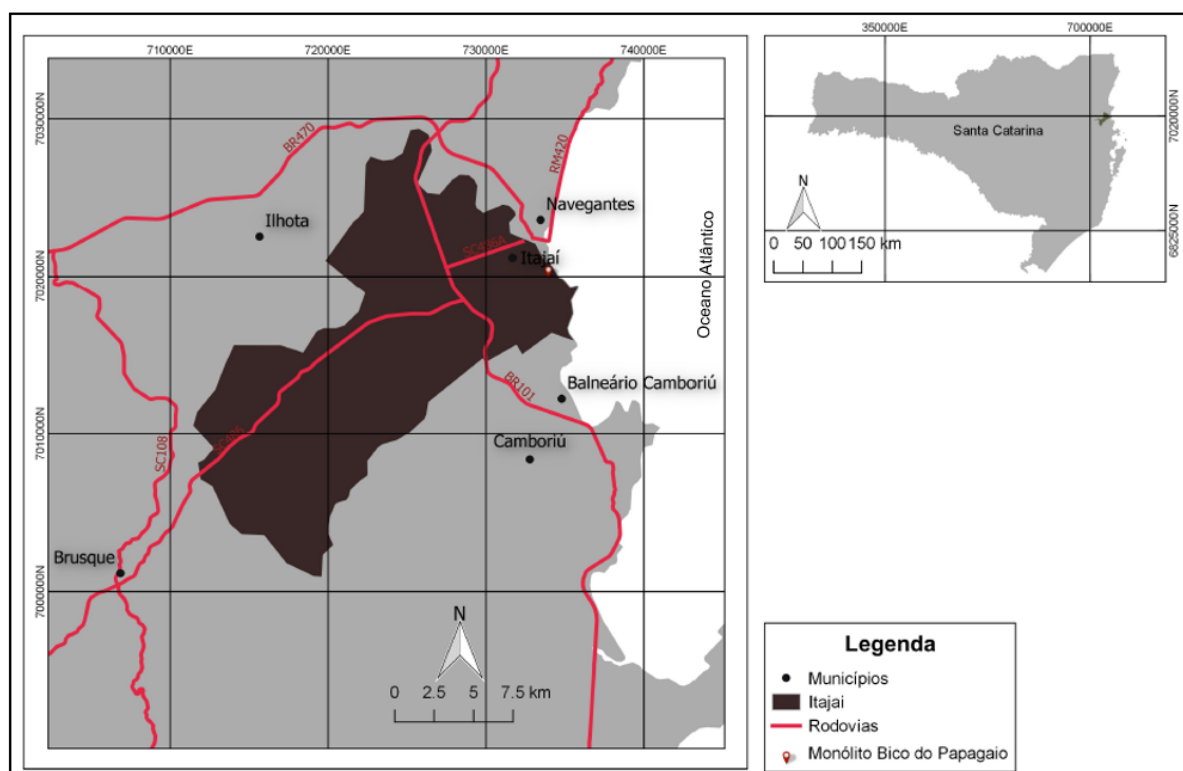 710000E
720000E
730000E
740000E
7030000N
7020000N
7010000N
7000000N
BR470
RM420
Navegantes
Ilhota
SC486A
Itajaí
Oceano Atlântico
BR101
Balneário Camboriú
Camboriú
SC108
Brusque
N
0 2.5 5 7.5 km
350000E
700000E
7020000N
6825000N
Santa Catarina
N
0 50 100 150 km
Legenda
Municípios
Itajai
Rodovias
Monólito Bico do Papagaio